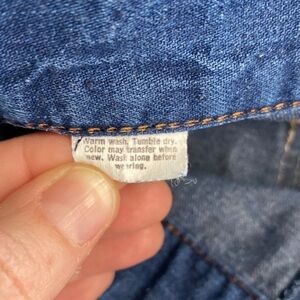 Warm wash. Tumble dry.
Color may transfer when
new. Wash alone before
wearing.